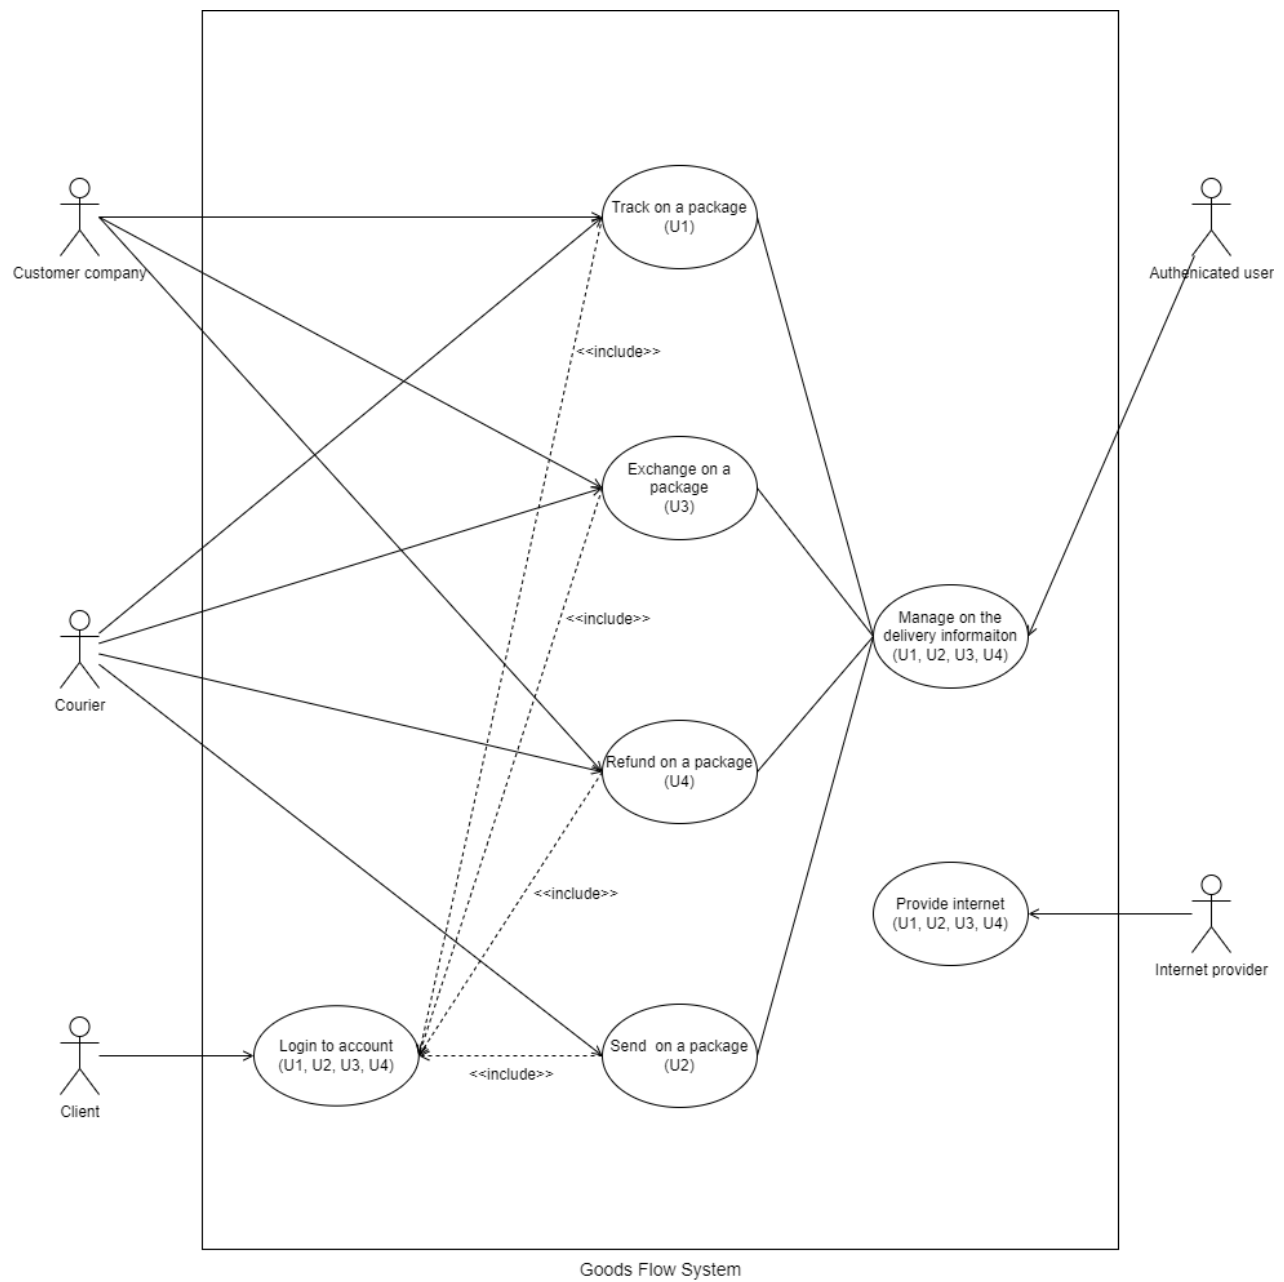 Track on a package
(U1)
Customer company
Authenicated user
<<include>>
Exchange on a
package
(U3)
<<include>>
Manage on the
delivery informaiton
(U1, U2, U3, U4)
Courier
Refund on a package
(U4)
<<include>>
Provide internet
(U1, U2, U3, U4)
Internet provider
Login to account
(U1, U2, U3, U4)
Send  on a package
(U2)
<<include>>
Client
Goods Flow System